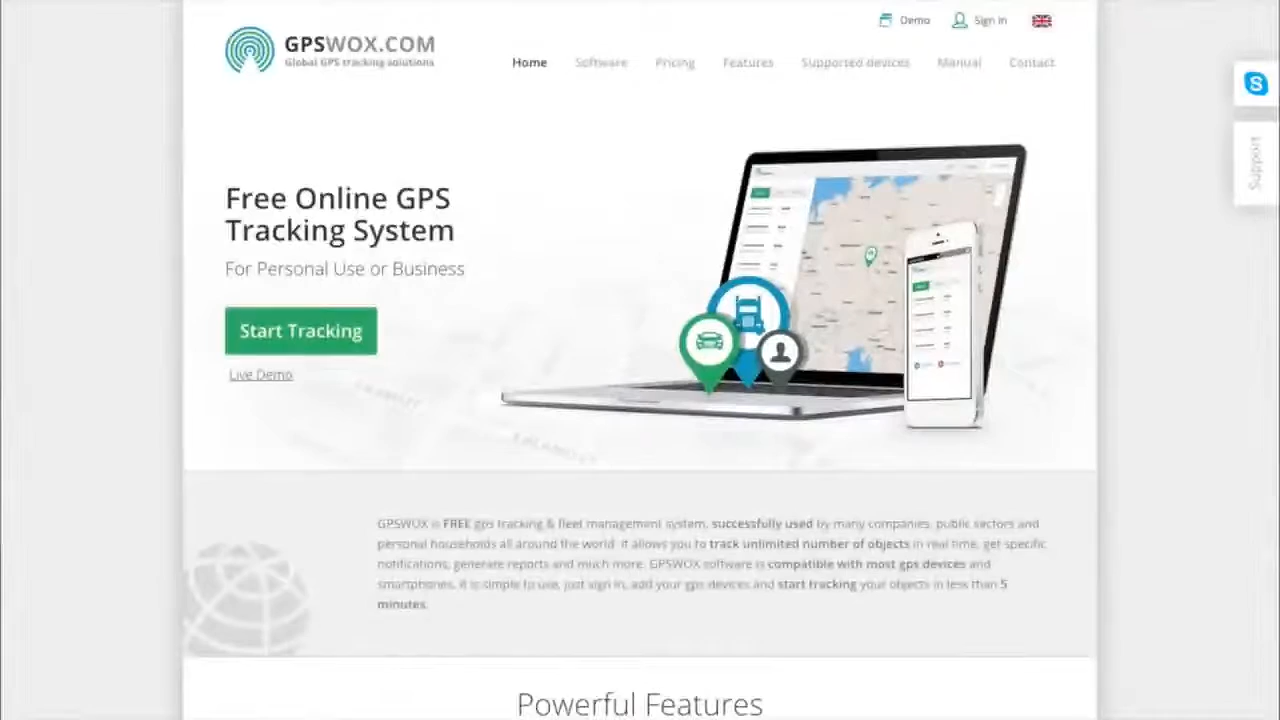 Demo
Sign in
GPSWOX.COM
Global GPS tracking solutions
Home
Software
Pricing
Features
Supported devices
Manual
Contact
Support
Free Online GPS
Tracking System
For Personal Use or Business
Start Tracking
Live Demo
GPSWOX is FREE gps tracking & fleet management system, successfully used by many companies, public sectors and
personal households all around the world. It allows you to track unlimited number of objects in real time, get specific
notifications, generate reports and much more. GPSWOX software is compatible with most gps devices and
smartphones. It is simple to use, just sign in, add your gps devices and start tracking your objects in less than 5
minutes.
Powerful Features